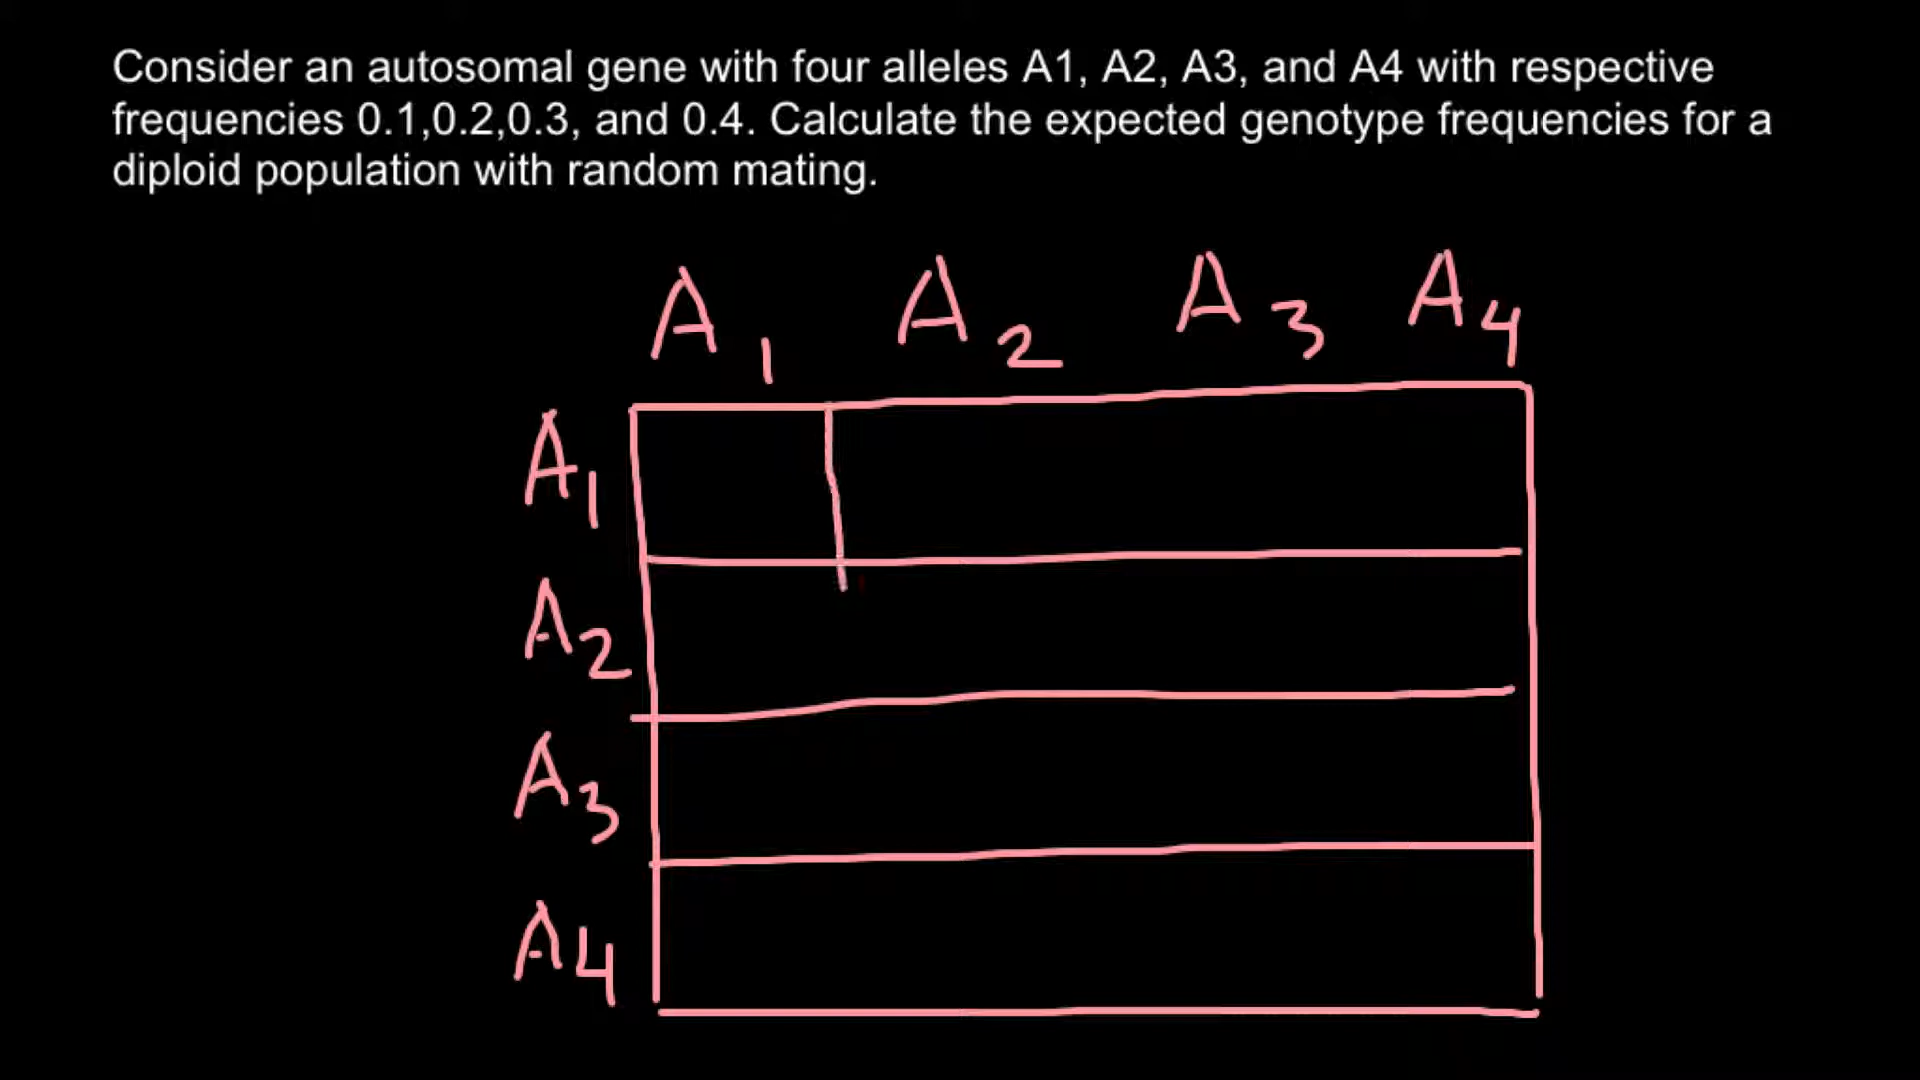 Consider an autosomal gene with four alleles A1, A2, A3, and A4 with respective
frequencies 0.1,0.2,0.3, and 0.4. Calculate the expected genotype frequencies for a
diploid population with random mating.
A1 A2 A3 A4
A1
A2
A3
A4